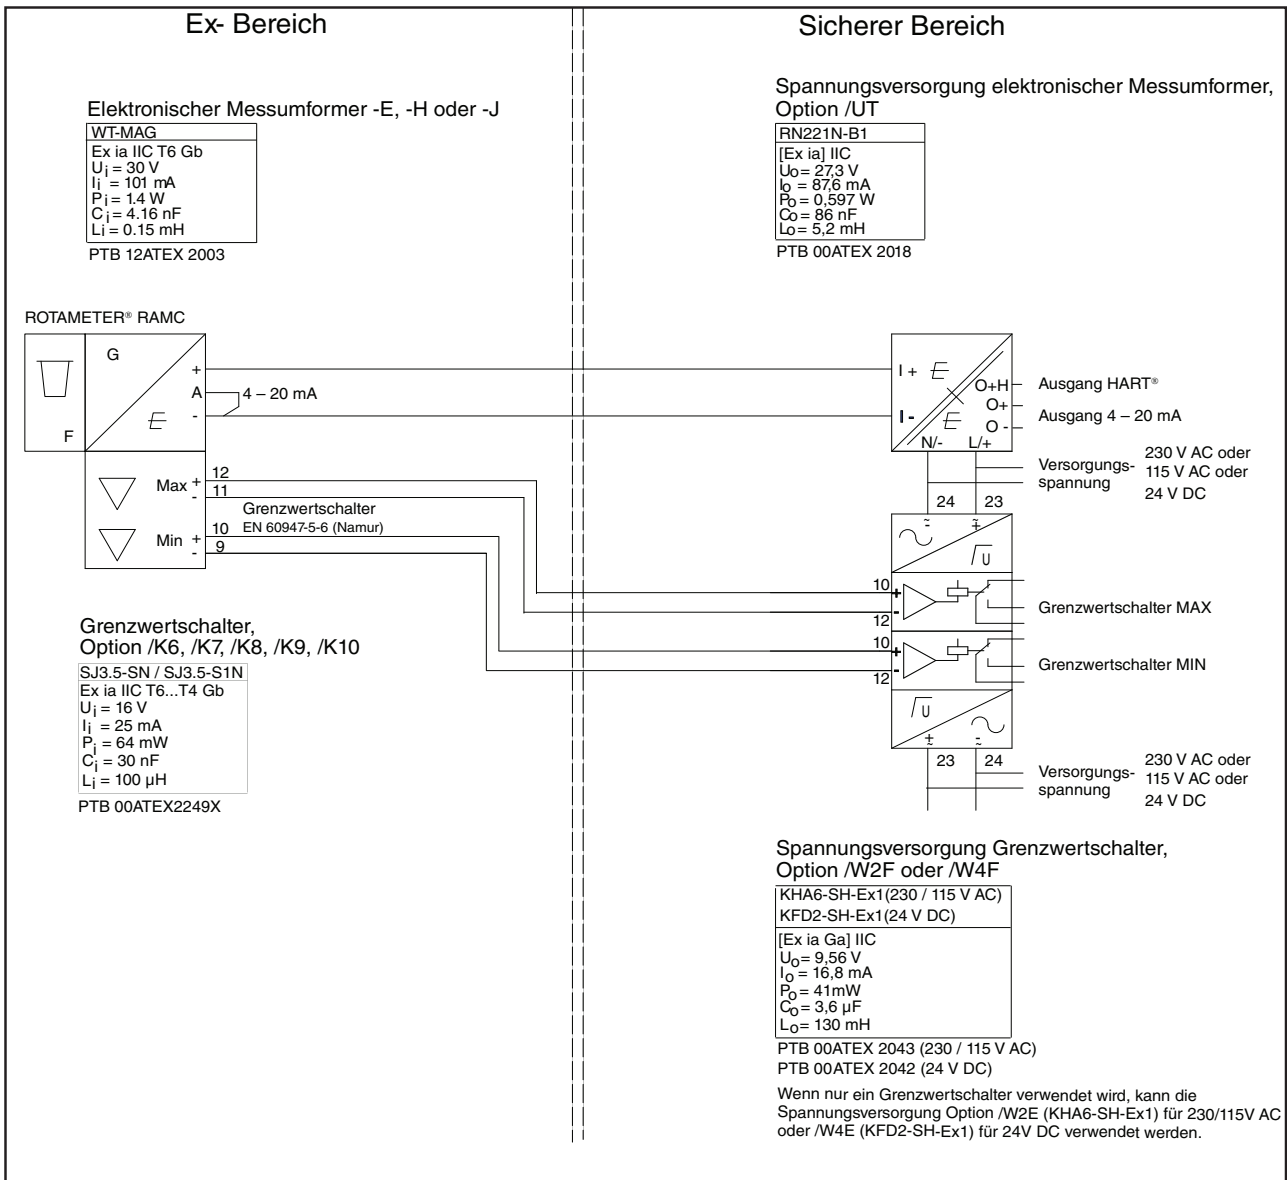 Ex- Bereich
Sicherer Bereich
Elektronischer Messumformer -E, -H oder -J
WT-MAG
Ex ia IIC T6 Gb
Ui = 30 V
Ii = 101 mA
Pi = 1.4 W
Ci = 4.16 nF
Li = 0.15 mH
PTB 12ATEX 2003
Spannungsversorgung elektronischer Messumformer,
Option /UT
RN221N-B1
[Ex ia] IIC
Uo = 27,3 V
Io = 87,6 mA
Po = 0,597 W
Co = 86 nF
Lo = 5,2 mH
PTB 00ATEX 2018
ROTAMETER® RAMC
G
F
E
+
A
-
4 – 20 mA
I +
I -
E
E
O+H
O+
O -
N/-
L/+
Ausgang HART®
Ausgang 4 – 20 mA
Versorgungs-
spannung
230 V AC oder
115 V AC oder
24 V DC
24
23
Max + 12
- 11
Grenzwertschalter
EN 60947-5-6 (Namur)
Min + 10
- 9
U
10
+
-
12
Grenzwertschalter MAX
10
+
-
12
Grenzwertschalter MIN
U
23
24
Versorgungs-
spannung
230 V AC oder
115 V AC oder
24 V DC
Grenzwertschalter,
Option /K6, /K7, /K8, /K9, /K10
SJ3.5-SN / SJ3.5-S1N
Ex ia IIC T6...T4 Gb
Ui = 16 V
Ii = 25 mA
Pi = 64 mW
Ci = 30 nF
Li = 100 µH
PTB 00ATEX2249X
Spannungsversorgung Grenzwertschalter,
Option /W2F oder /W4F
KHA6-SH-Ex1(230 / 115 V AC)
KFD2-SH-Ex1(24 V DC)
[Ex ia Ga] IIC
Uo = 9,56 V
Io = 16,8 mA
Po = 41mW
Co = 3,6 µF
Lo = 130 mH
PTB 00ATEX 2043 (230 / 115 V AC)
PTB 00ATEX 2042 (24 V DC)
Wenn nur ein Grenzwertschalter verwendet wird, kann die
Spannungsversorgung Option /W2E (KHA6-SH-Ex1) für 230/115V AC
oder /W4E (KFD2-SH-Ex1) für 24V DC verwendet werden.